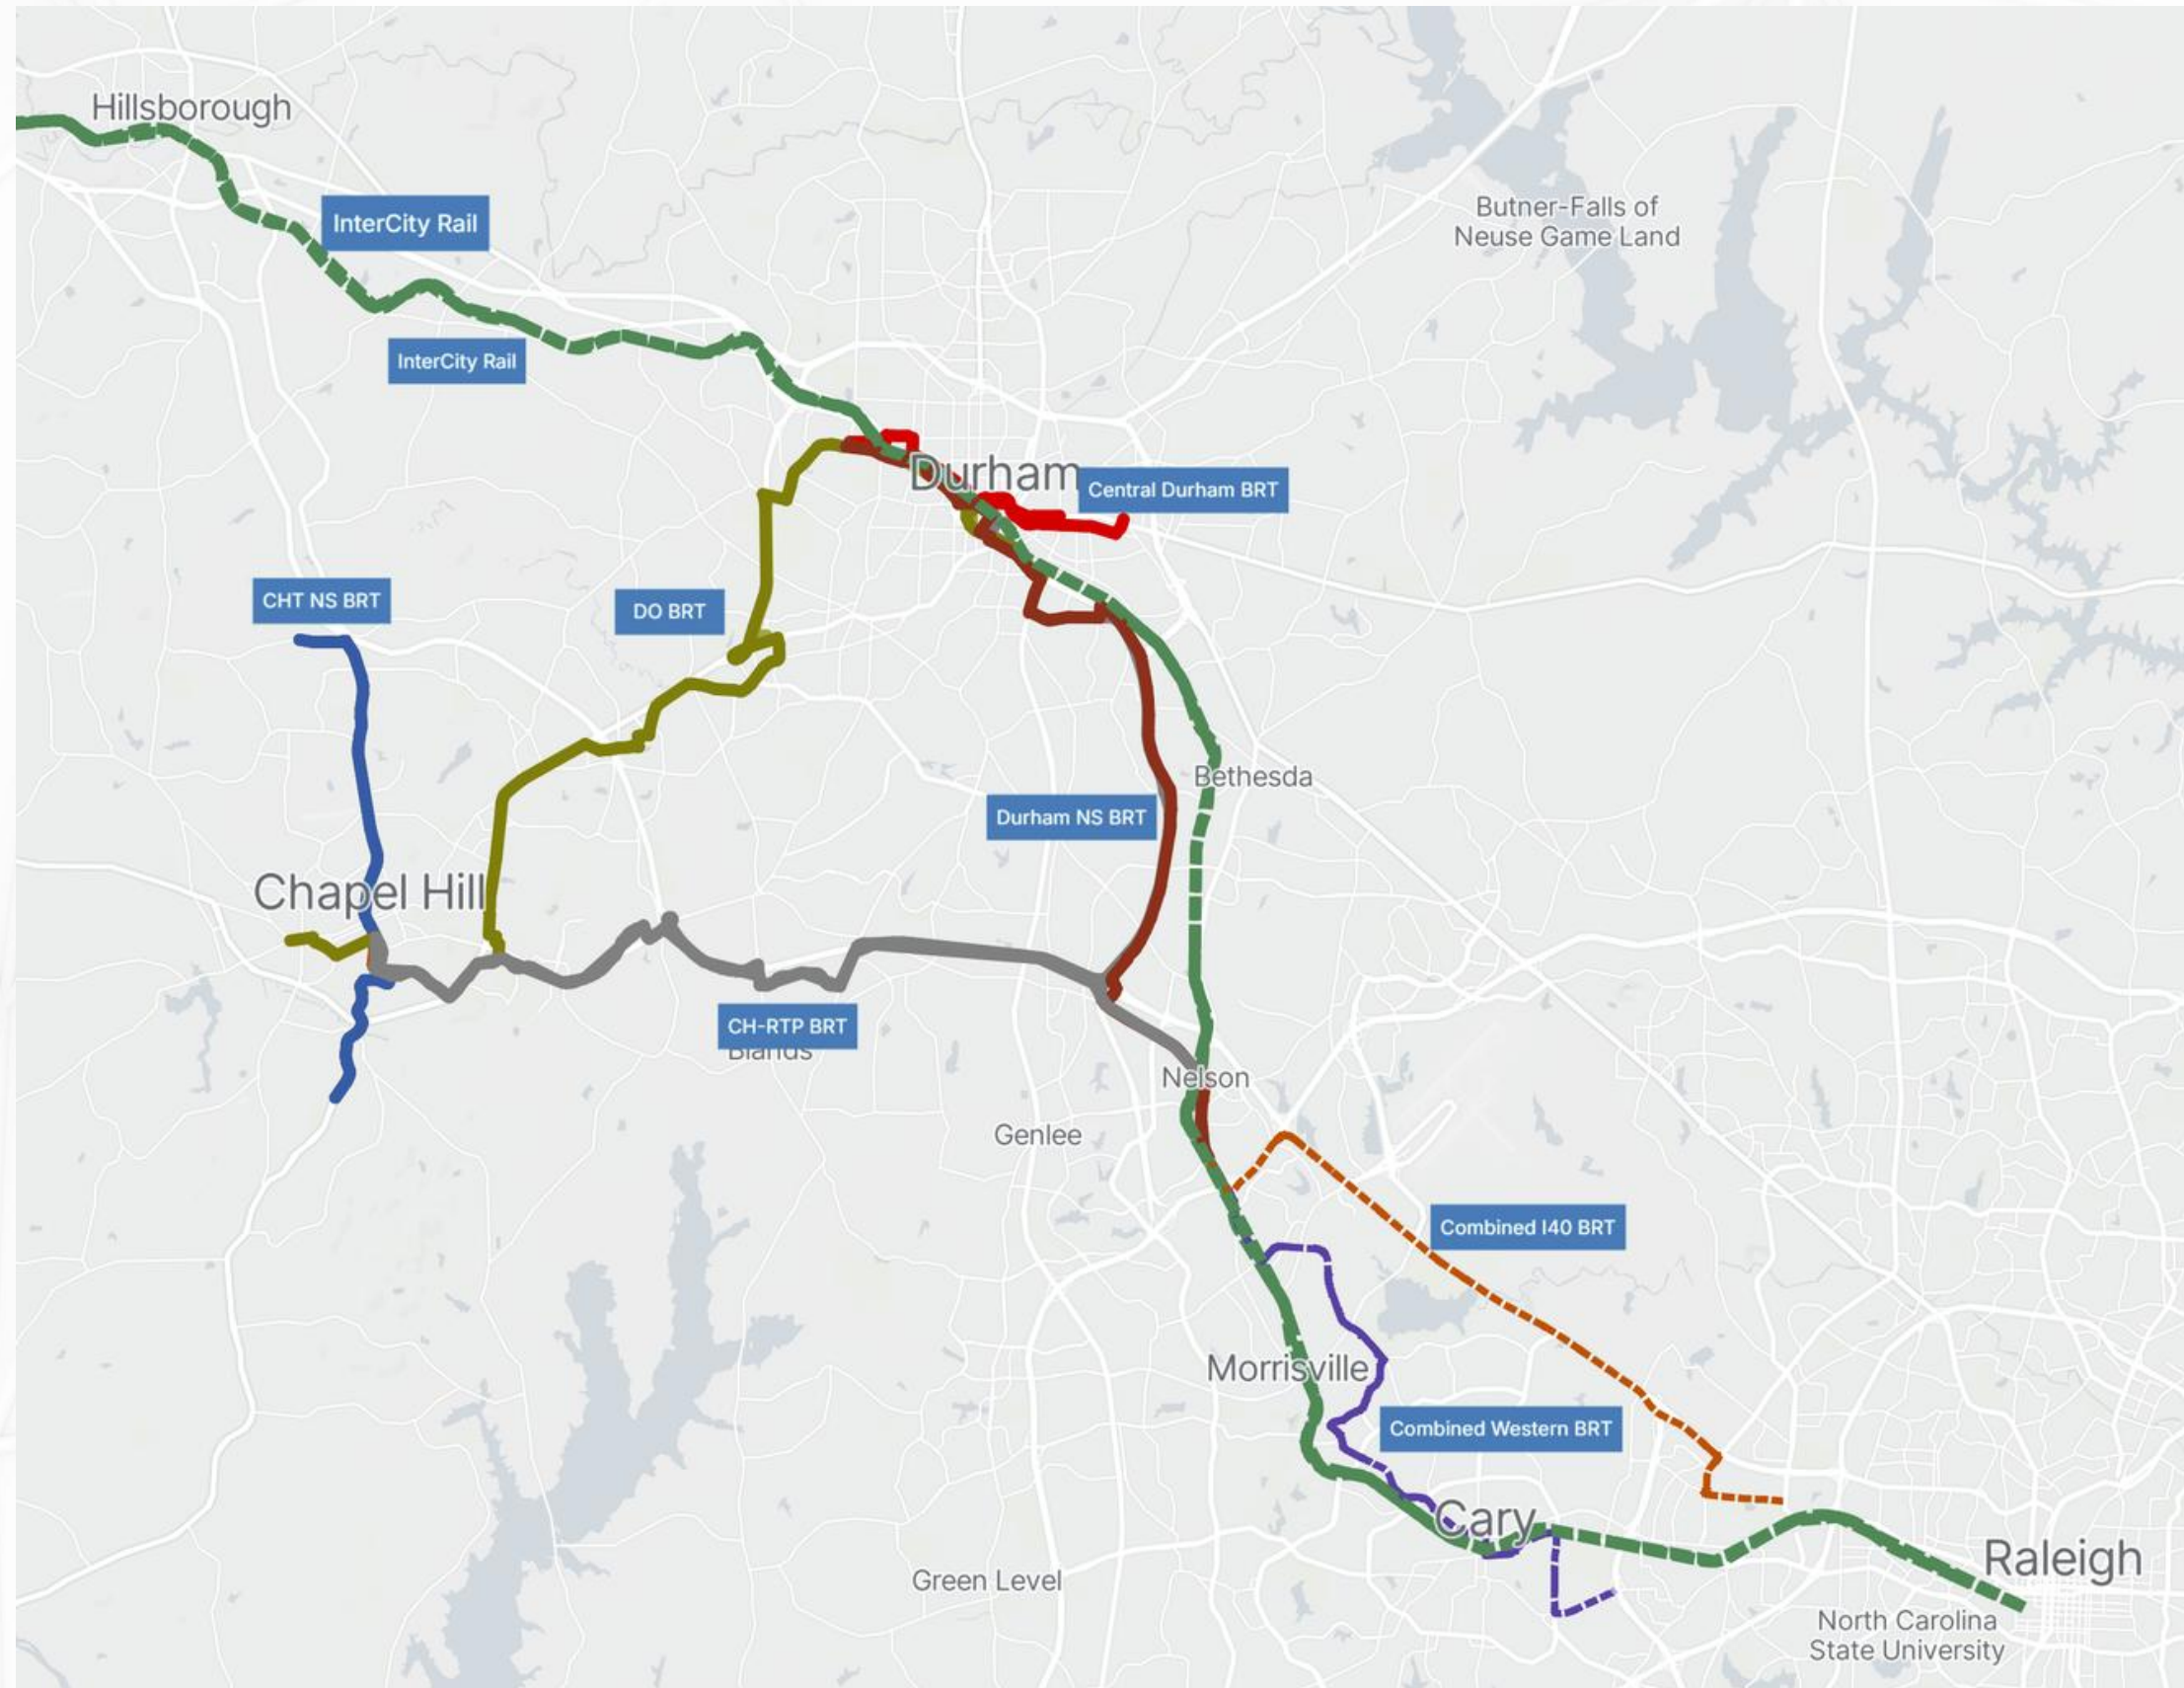 Hillsborough
InterCity Rail
Butner-Falls of
Neuse Game Land
InterCity Rail
Durham
Central Durham BRT
CHT NS BRT
DO BRT
Bethesda
Durham NS BRT
Chapel Hill
CH-RTP BRT
Blands
Nelson
Genlee
Combined I40 BRT
Morrisville
Combined Western BRT
Cary
Raleigh
Green Level
North Carolina
State University